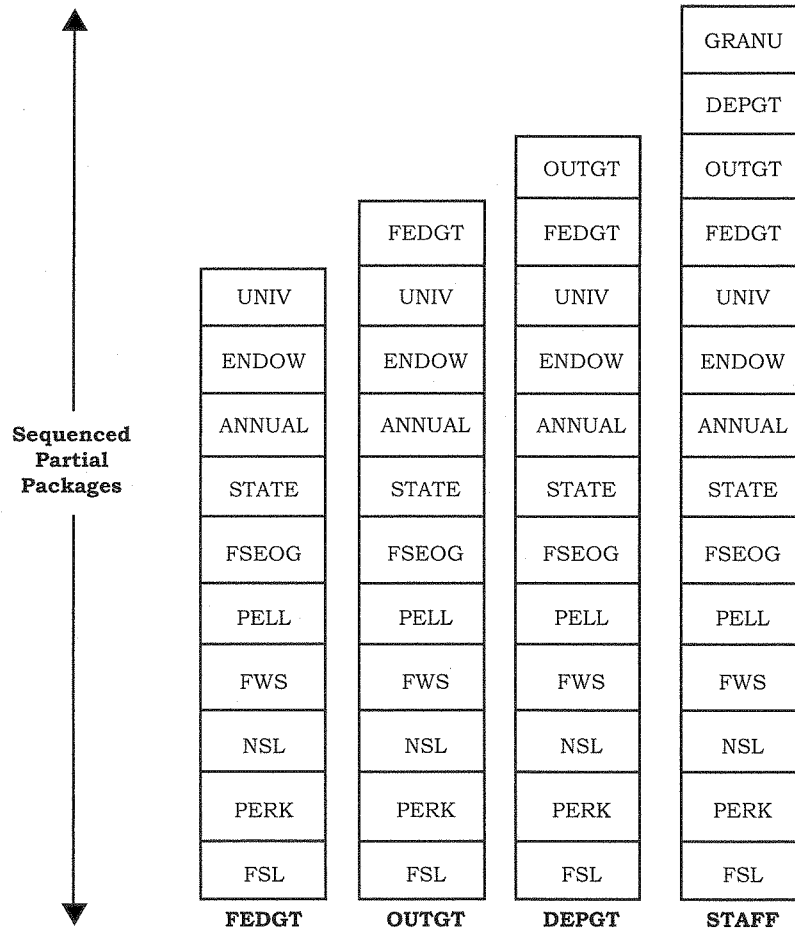 GRANU
DEPGT
OUTGT OUTGT
FEDGT FEDGT FEDGT
UNIV UNIV UNIV UNIV
ENDOW ENDOW ENDOW ENDOW
ANNUAL ANNUAL ANNUAL ANNUAL
Sequenced
Partial
Packages
STATE STATE STATE STATE
FSEOG FSEOG FSEOG FSEOG
PELL PELL PELL PELL
FWS FWS FWS FWS
NSL NSL NSL NSL
PERK PERK PERK PERK
FSL FSL FSL FSL
FEDGT OUTGT DEPGT STAFF